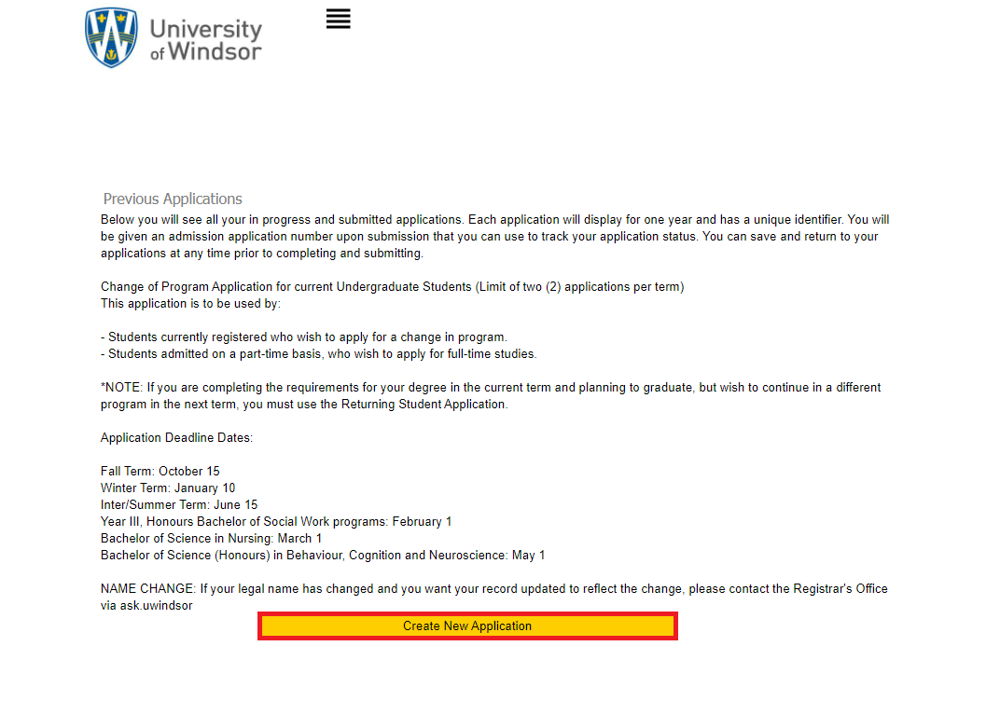 University
of Windsor
Previous Applications
Below you will see all your in progress and submitted applications. Each application will display for one year and has a unique identifier. You will
be given an admission application number upon submission that you can use to track your application status. You can save and return to your
applications at any time prior to completing and submitting.
Change of Program Application for current Undergraduate Students (Limit of two (2) applications per term)
This application is to be used by:
- Students currently registered who wish to apply for a change in program.
- Students admitted on a part-time basis, who wish to apply for full-time studies.
*NOTE: If you are completing the requirements for your degree in the current term and planning to graduate, but wish to continue in a different
program in the next term, you must use the Returning Student Application.
Application Deadline Dates:
Fall Term: October 15
Winter Term: January 10
Inter/Summer Term: June 15
Year III, Honours Bachelor of Social Work programs: February 1
Bachelor of Science in Nursing: March 1
Bachelor of Science (Honours) in Behaviour, Cognition and Neuroscience: May 1
NAME CHANGE: If your legal name has changed and you want your record updated to reflect the change, please contact the Registrar's Office
via ask.uwindsor
Create New Application